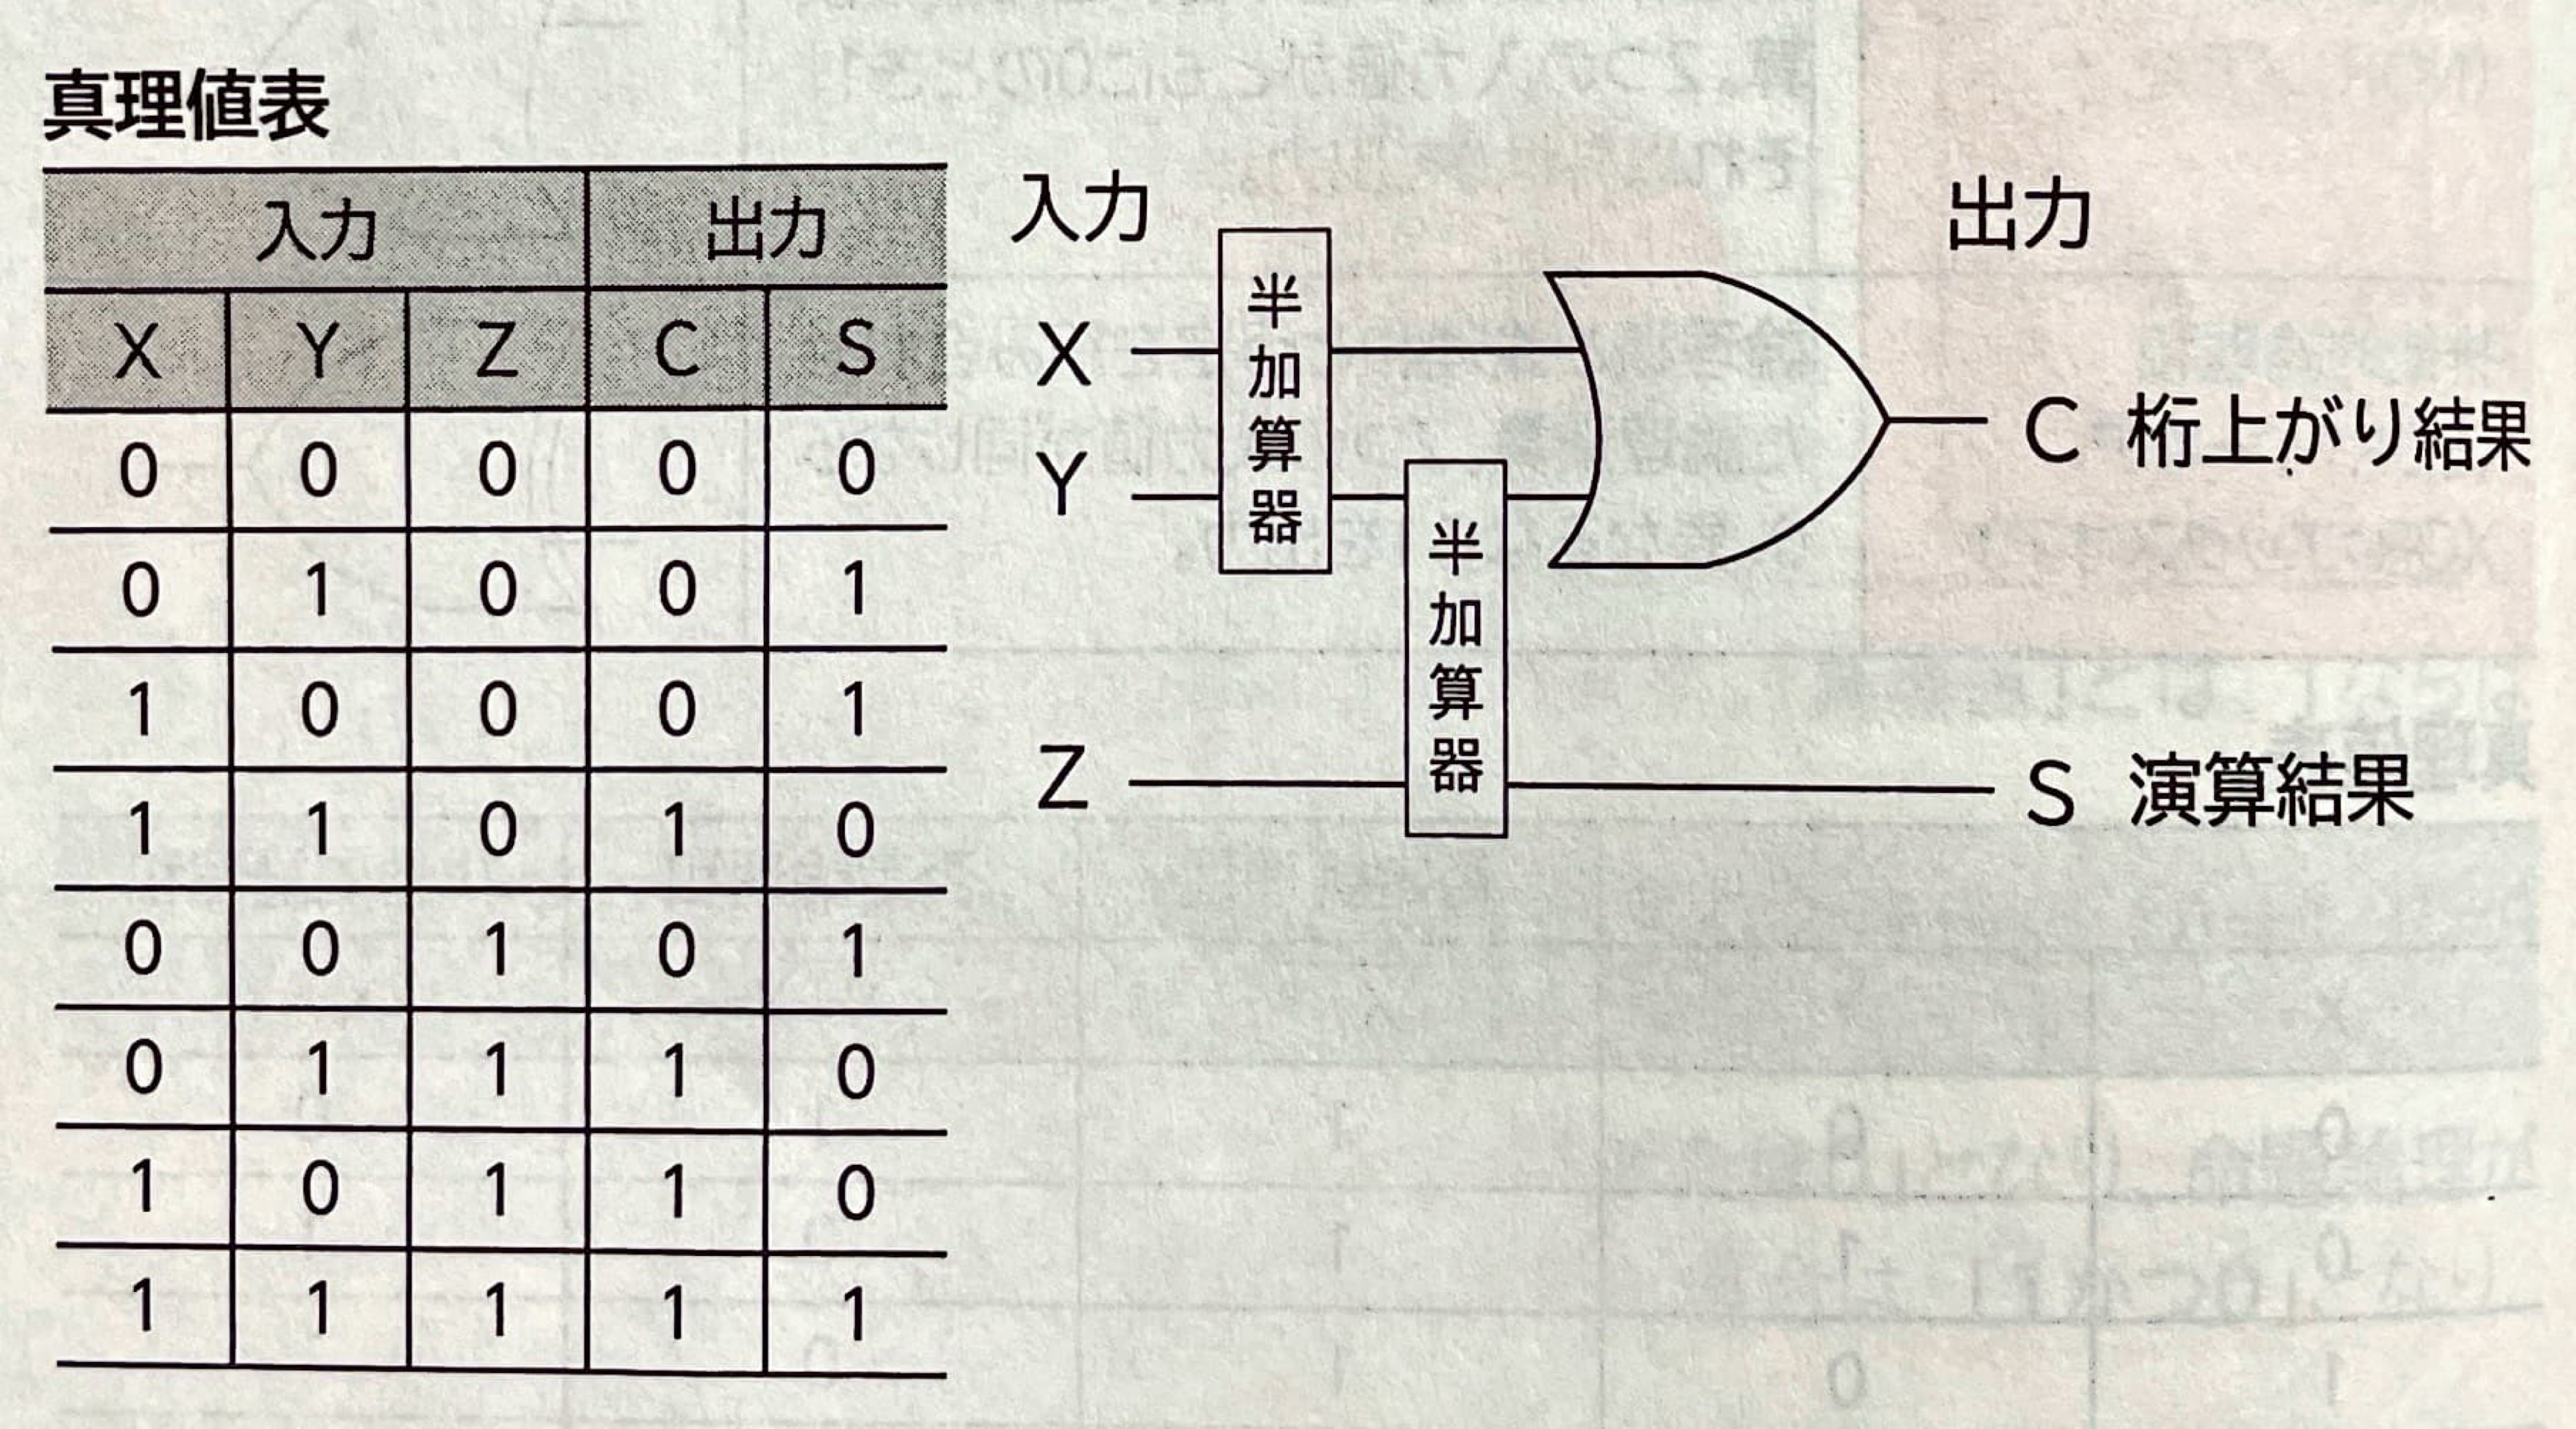 真理値表
入力 出力
X Y Z C S
0 0 0 0 0
0 1 0 0 1
1 0 0 0 1
1 1 0 1 0
0 0 1 0 1
0 1 1 1 0
1 0 1 1 0
1 1 1 1 1
入力
出力
X
Y
Z
半加算器
半加算器
C 桁上がり結果
S 演算結果